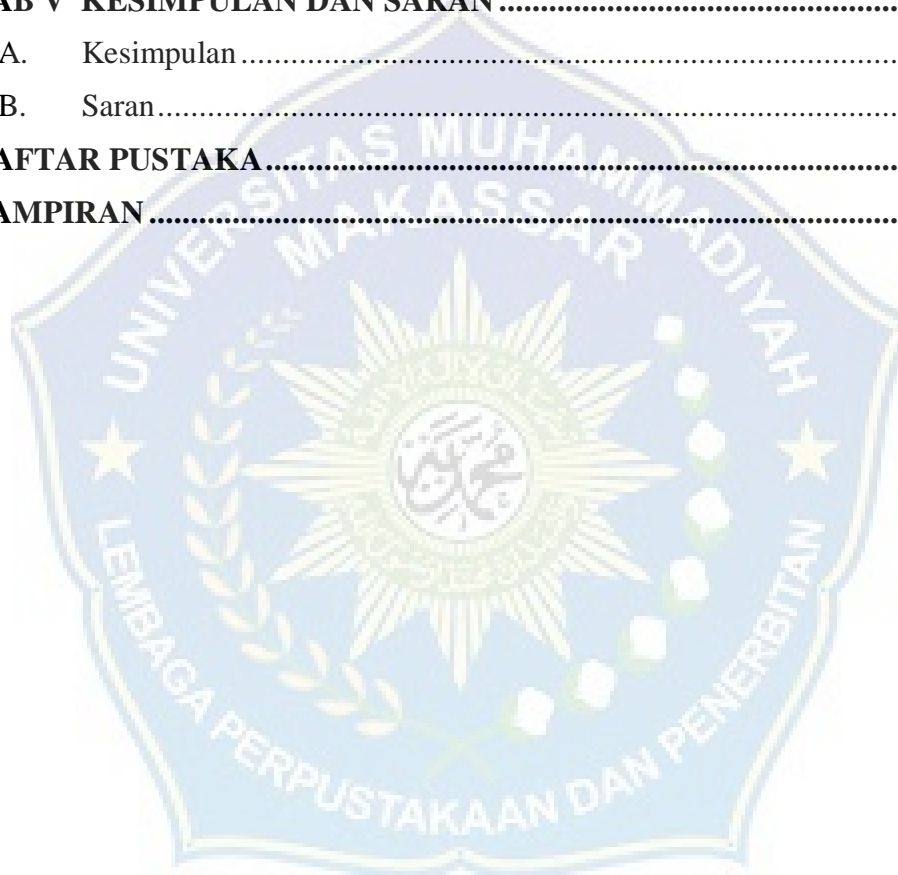 AB V KESIMPULAN DAN SARAN ................................................
A. Kesimpulan ................................................................................
B. Saran ..........................................................................................
AFTAR PUSTAKA ............................................................................
AMPIRAN ..........................................................................................
UNIVERSITAS MUHAMMADIYAH
MAKASSAR
LEMBAGA PERPUSTAKAAN DAN PENERBITAN